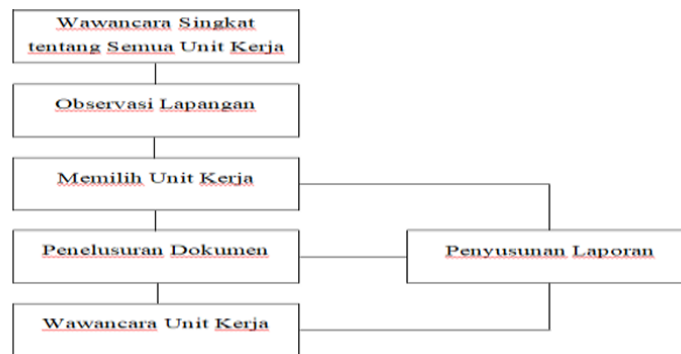 Wawancara Singkat
tentang Semua Unit Kerja
Observasi Lapangan
Memilih Unit Kerja
Penelusuran Dokumen
Penyusunan Laporan
Wawancara Unit Kerja